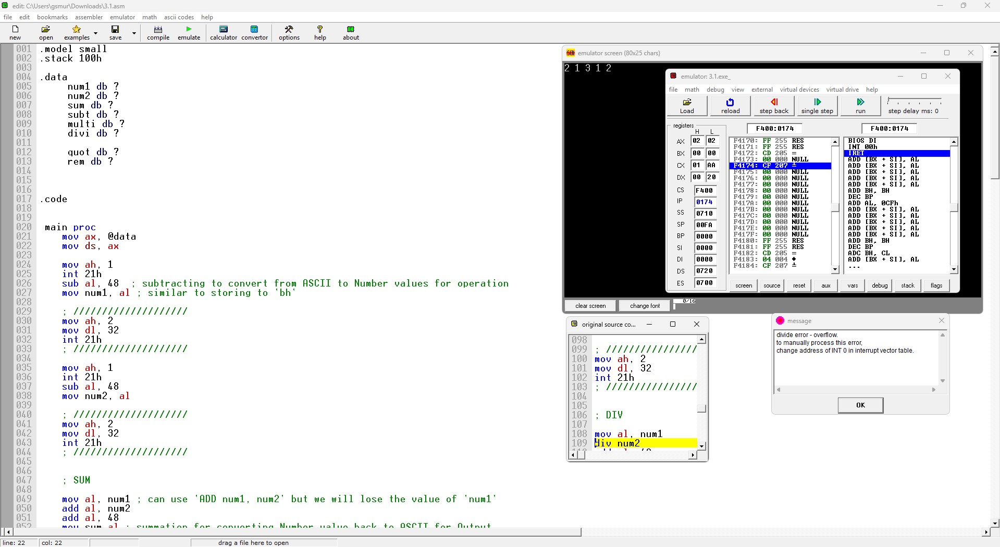 edit: C:\Users\gsmur\Downloads\3.1.asm
file edit bookmarks assembler emulator math ascii codes help
new open examples save compile emulate calculator convertor options help about
001 .model small
002 .stack 100h
003
004 .data
005 num1 db ?
006 num2 db ?
007 sum db ?
008 subt db ?
009 multi db ?
010 divi db ?
011
012 quot db ?
013 rem db ?
014
015
016
017 .code
018
019
020 main proc
021 mov ax, @data
022 mov ds, ax
023
024 mov ah, 1
025 int 21h
026 sub al, 48 ; subtracting to convert from ASCII to Number values for operation
027 mov num1, al ; similar to storing to 'bh'
028
029 ; ////////////////////
030 mov ah, 2
031 mov dl, 32
032 int 21h
033 ; ////////////////////
034
035 mov ah, 1
036 int 21h
037 sub al, 48
038 mov num2, al
039
040 ; ////////////////////
041 mov ah, 2
042 mov dl, 32
043 int 21h
044 ; ////////////////////
045
046
047 ; SUM
048
049 mov al, num1 ; can use 'ADD num1, num2' but we will lose the value of 'num1'
050 add al, num2
051 add al, 48
052 mov sum al ; summation for converting Number value back to ASCII for Output
line: 22 col: 22 drag a file here to open
emulator screen (80x25 chars)
2 1 3 1 2
clear screen change font 0/16
emulator: 3.1.exe_
file math debug view external virtual devices virtual drive help
Load reload step back single step run step delay ms: 0
registers F400:0174 F400:0174
H L
AX 02 02
BX 00 00
CX 01 AA
DX 00 20
CS F400
IP 0174
SS 0710
SP 00FA
BP 0000
SI 0000
DI 0000
DS 0720
ES 0700
F4170: FF 255 RES
F4171: FF 255 RES
F4172: CD 205 =
F4173: 00 000 NULL
F4174: CF 207 ╧
F4175: 00 000 NULL
F4176: 00 000 NULL
F4177: 00 000 NULL
F4178: 00 000 NULL
F4179: 00 000 NULL
F417A: 00 000 NULL
F417B: 00 000 NULL
F417C: 00 000 NULL
F417D: 00 000 NULL
F417E: 00 000 NULL
F417F: 00 000 NULL
F4180: FF 255 RES
F4181: FF 255 RES
F4182: CD 205 =
F4183: 04 004 ♦
F4184: CF 207 ╧
BIOS DI
INT 00h
IRET
ADD [BX + SI], AL
ADD [BX + SI], AL
ADD [BX + SI], AL
ADD [BX + SI], AL
ADD [BX + SI], AL
ADD BH, BH
DEC BP
ADD AL, 0CFh
ADD [BX + SI], AL
ADD [BX + SI], AL
ADD [BX + SI], AL
ADD [BX + SI], AL
ADD [BX + SI], AL
ADD BH, BH
DEC BP
ADC BH, CL
ADD [BX + SI], AL
...
screen source reset aux vars debug stack flags
original source co...
098
099 ; ////////////////
100 mov ah, 2
101 mov dl, 32
102 int 21h
103 ; ////////////////
104
105
106 ; DIV
107
108 mov al, num1
109 div num2
message
divide error - overflow.
to manually process this error,
change address of INT 0 in interrupt vector table.
OK